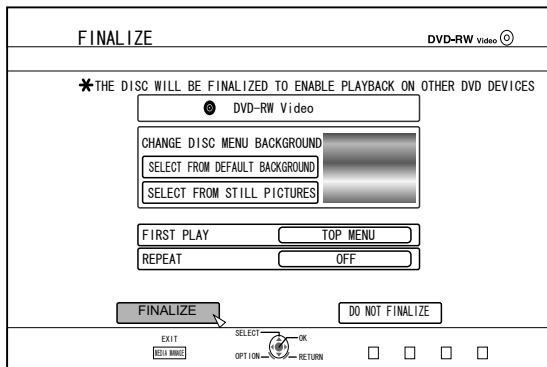 FINALIZE
DVD-RW Video
*THE DISC WILL BE FINALIZED TO ENABLE PLAYBACK ON OTHER DVD DEVICES
DVD-RW Video
CHANGE DISC MENU BACKGROUND
SELECT FROM DEFAULT BACKGROUND
SELECT FROM STILL PICTURES
FIRST PLAY TOP MENU
REPEAT OFF
FINALIZE DO NOT FINALIZE
EXIT
MEDIA MANAGE
SELECT OK
OPTION RETURN